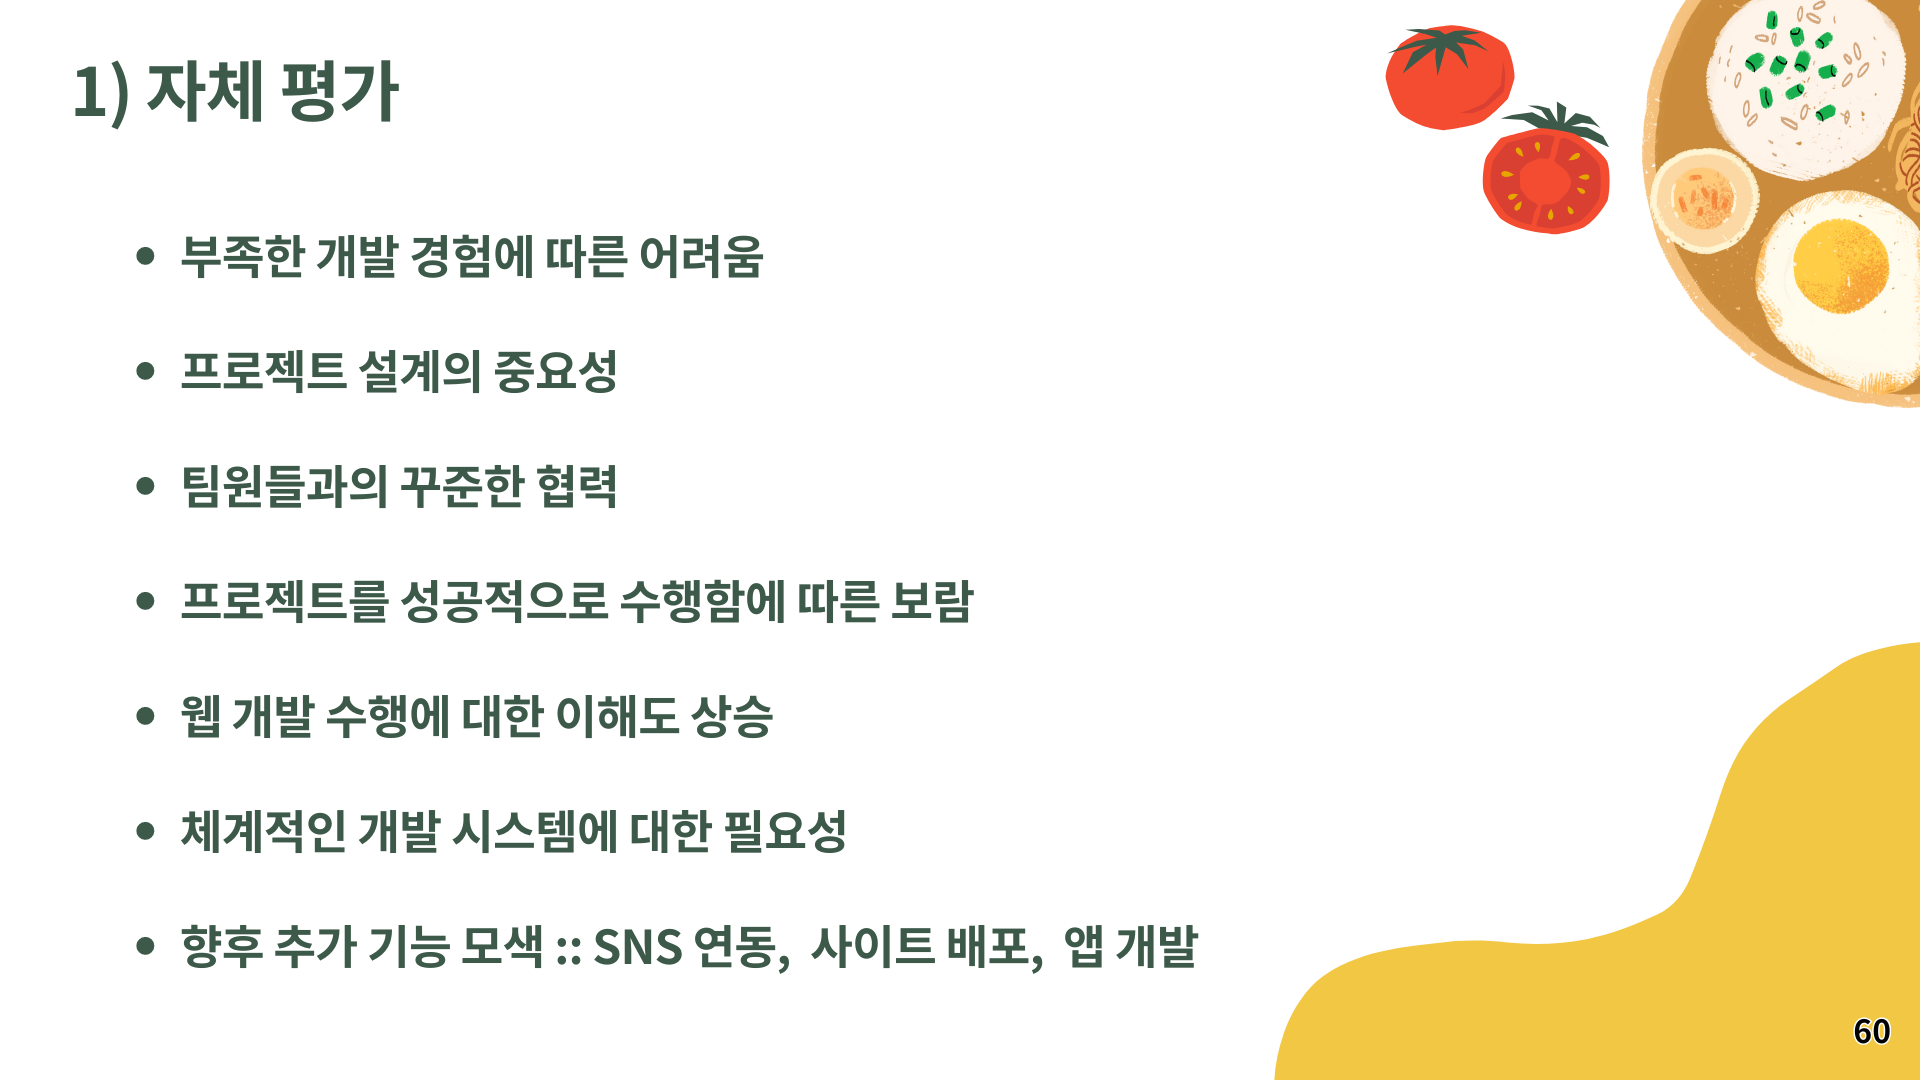 1) 자체 평가
• 부족한 개발 경험에 따른 어려움
• 프로젝트 설계의 중요성
• 팀원들과의 꾸준한 협력
• 프로젝트를 성공적으로 수행함에 따른 보람
• 웹 개발 수행에 대한 이해도 상승
• 체계적인 개발 시스템에 대한 필요성
• 향후 추가 기능 모색 :: SNS 연동, 사이트 배포, 앱 개발
60